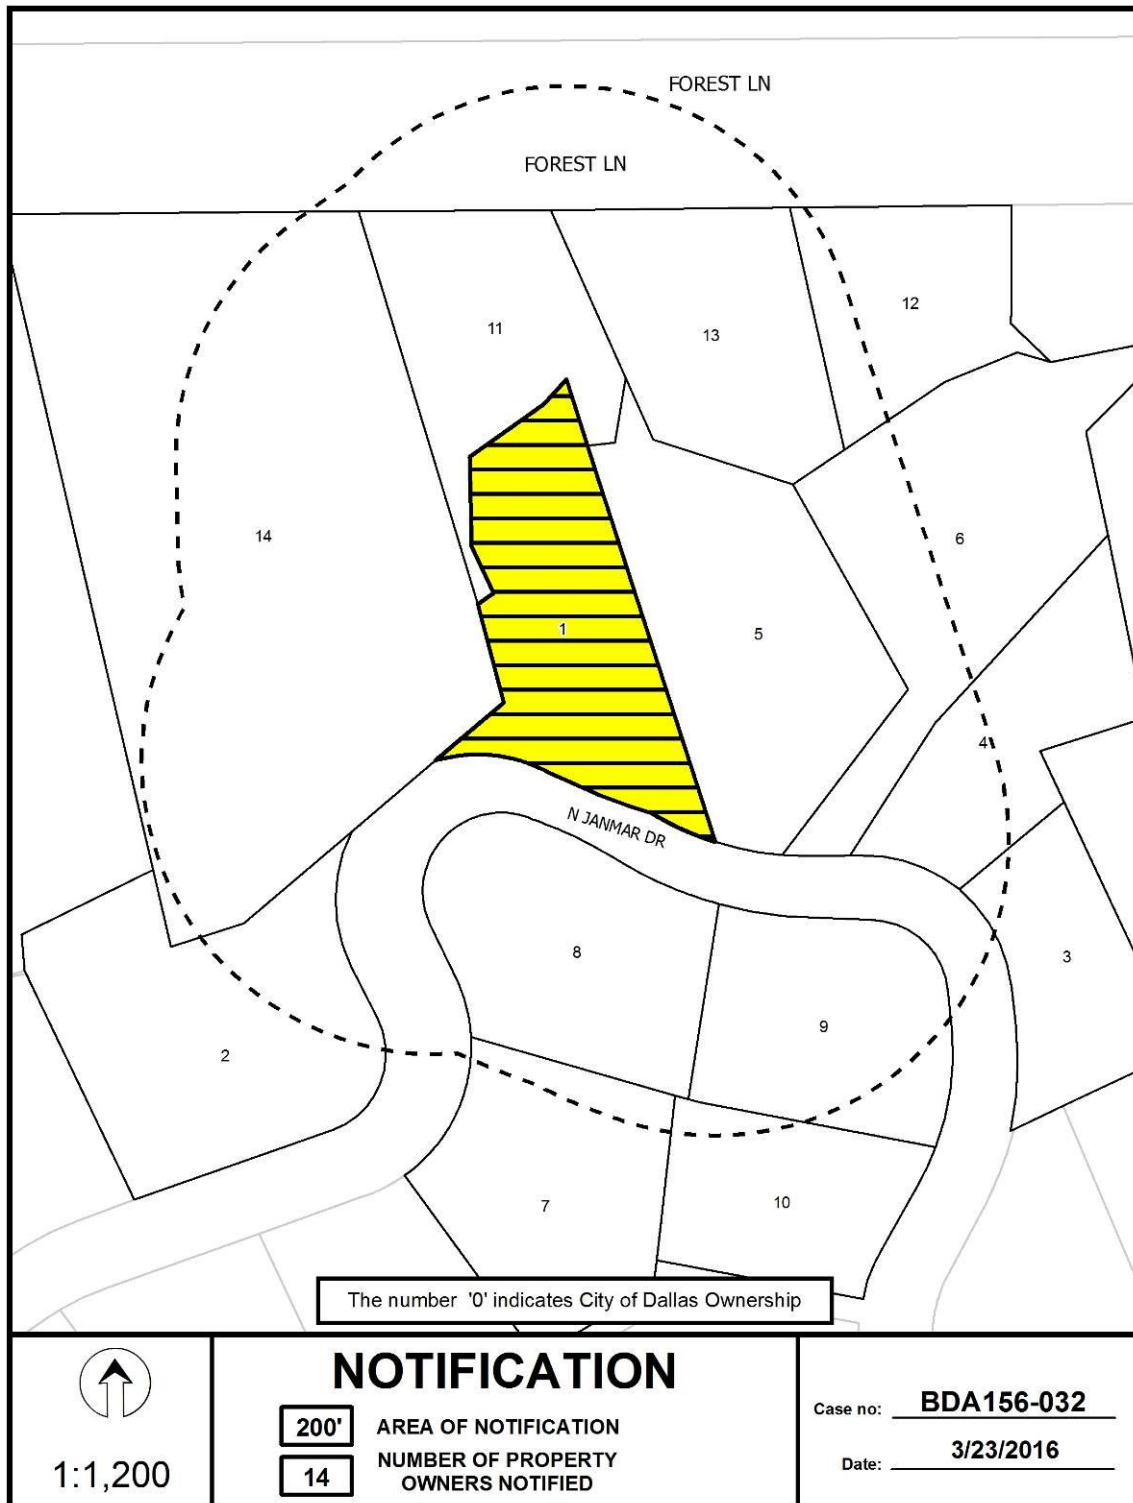 FOREST LN
FOREST LN
12
11
13
14
6
1
5
4
N JANMAR DR
8
3
9
2
7
10
The number '0' indicates City of Dallas Ownership
1:1,200
NOTIFICATION
200' AREA OF NOTIFICATION
14 NUMBER OF PROPERTY
OWNERS NOTIFIED
Case no: BDA156-032
Date: 3/23/2016